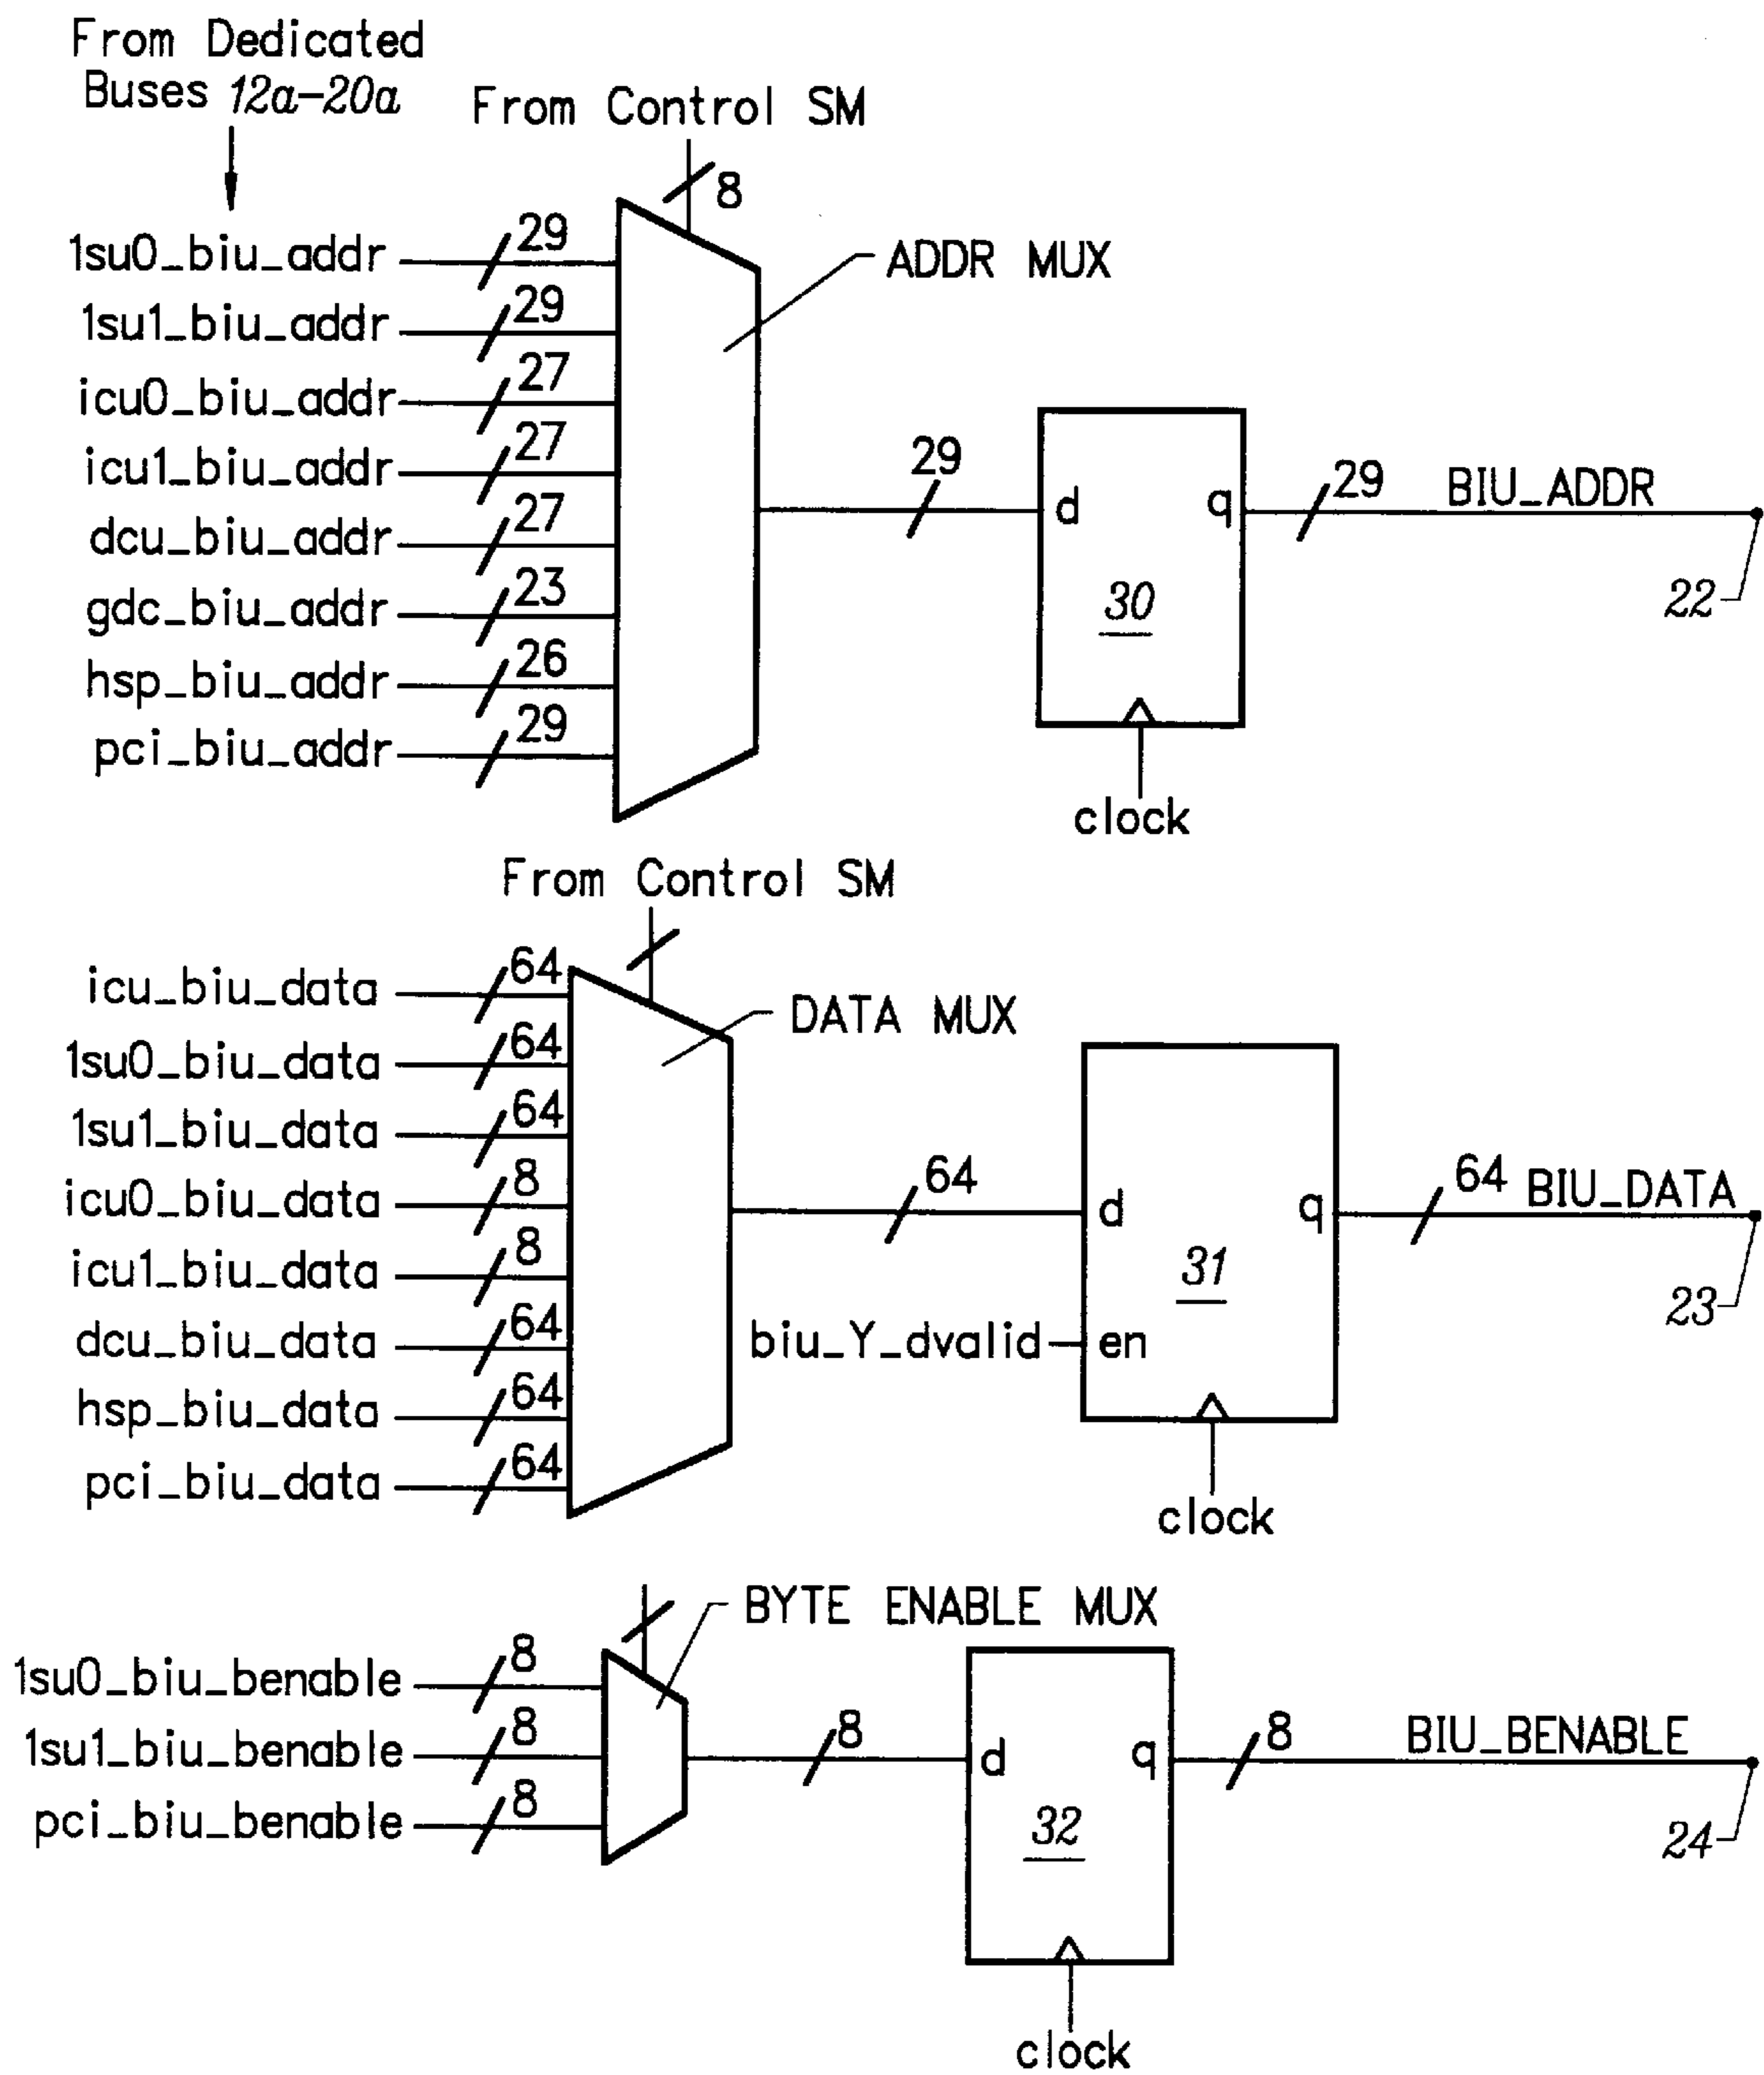 From Dedicated
Buses 12a-20a
From Control SM
8
1su0_biu_addr 29
ADDR MUX
1su1_biu_addr 29
icu0_biu_addr 27
icu1_biu_addr 27
29
d q
29 BIU_ADDR
dcu_biu_addr 27
gdc_biu_addr 23
30
22
hsp_biu_addr 26
pci_biu_addr 29
clock
From Control SM
icu_biu_data 64
DATA MUX
1su0_biu_data 64
1su1_biu_data 64
icu0_biu_data 8
64
d q
64 BIU_DATA
icu1_biu_data 8
31
23
dcu_biu_data 64
biu_Y_dvalid en
hsp_biu_data 64
pci_biu_data 64
clock
BYTE ENABLE MUX
1su0_biu_benable 8
1su1_biu_benable 8
8
d q
8 BIU_BENABLE
pci_biu_benable 8
32
24
clock